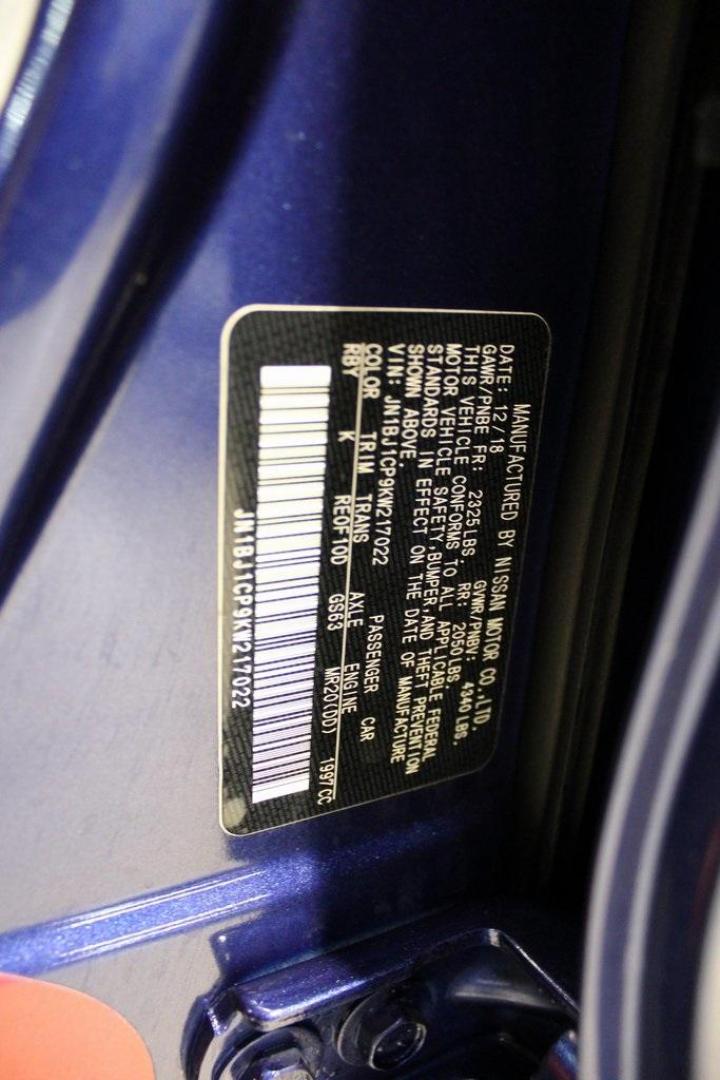 MANUFACTURED BY NISSAN MOTOR CO.,LTD.
DATE: 12/18 GVWR/PNBV: 4340 LBS.
GAWR/PNBE FR: 2325 LBS. RR: 2050 LBS.
THIS VEHICLE CONFORMS TO ALL APPLICABLE FEDERAL
MOTOR VEHICLE SAFETY,BUMPER,AND THEFT PREVENTION
STANDARDS IN EFFECT ON THE DATE OF MANUFACTURE
SHOWN ABOVE.
VIN: JN1BJ1CP9KW217022 PASSENGER CAR
COLOR TRIM TRANS AXLE ENGINE
RBY K RE0F10D GS63 MR20(DD) 1997CC
JN1BJ1CP9KW217022